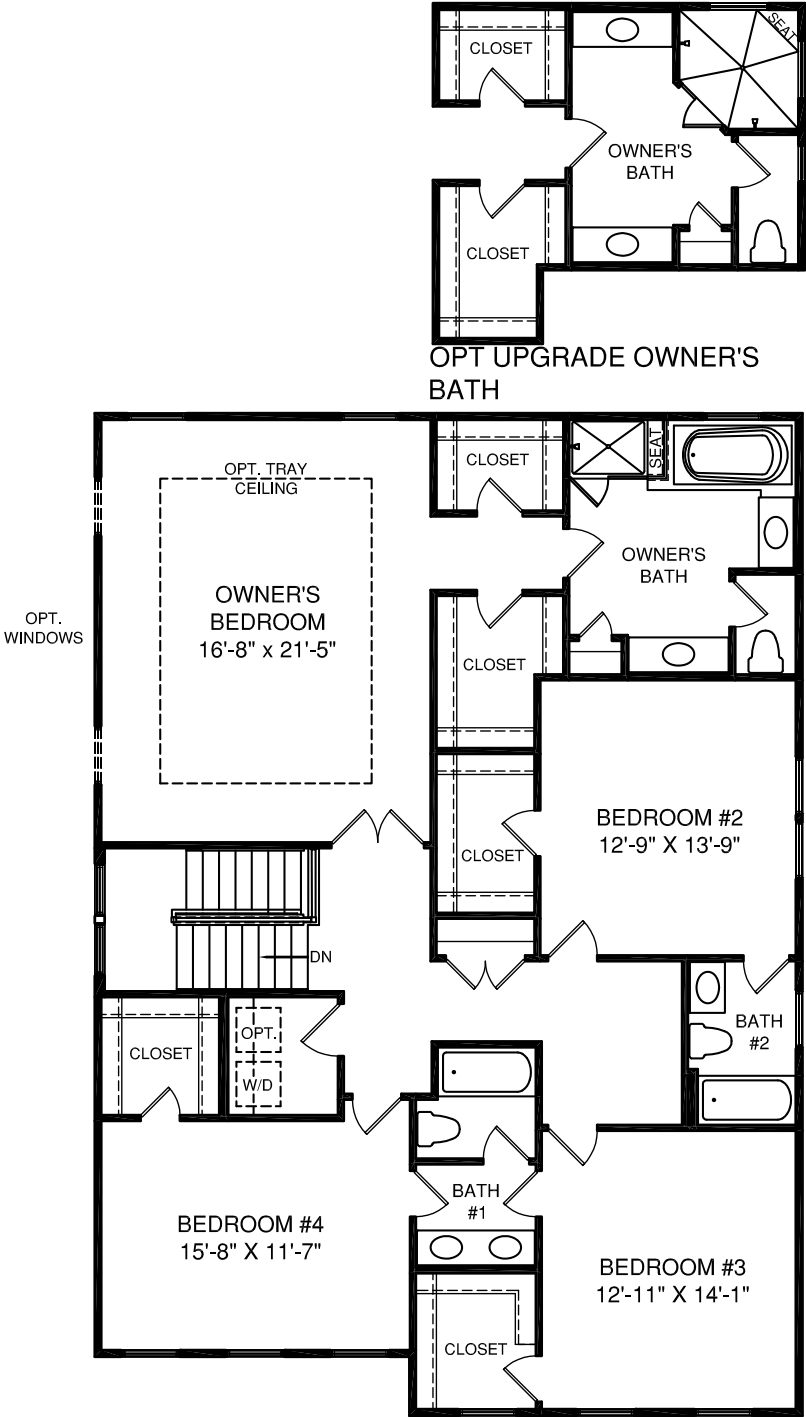 CLOSET
SEAT
OWNER'S
BATH
CLOSET
OPT UPGRADE OWNER'S
BATH
OPT. TRAY
CEILING
CLOSET
SEAT
OWNER'S
BATH
OPT.
WINDOWS
OWNER'S
BEDROOM
16'-8" x 21'-5"
CLOSET
BEDROOM #2
12'-9" X 13'-9"
CLOSET
DN
CLOSET
OPT.
W/D
BATH
#2
BATH
#1
BEDROOM #4
15'-8" X 11'-7"
BEDROOM #3
12'-11" X 14'-1"
CLOSET